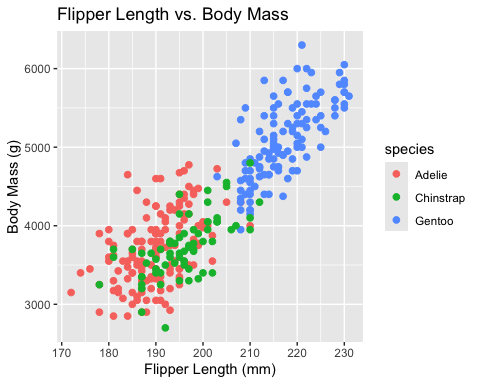 Flipper Length vs. Body Mass
Body Mass (g)
6000
5000
4000
3000
170 180 190 200 210 220 230
Flipper Length (mm)
species
Adelie
Chinstrap
Gentoo